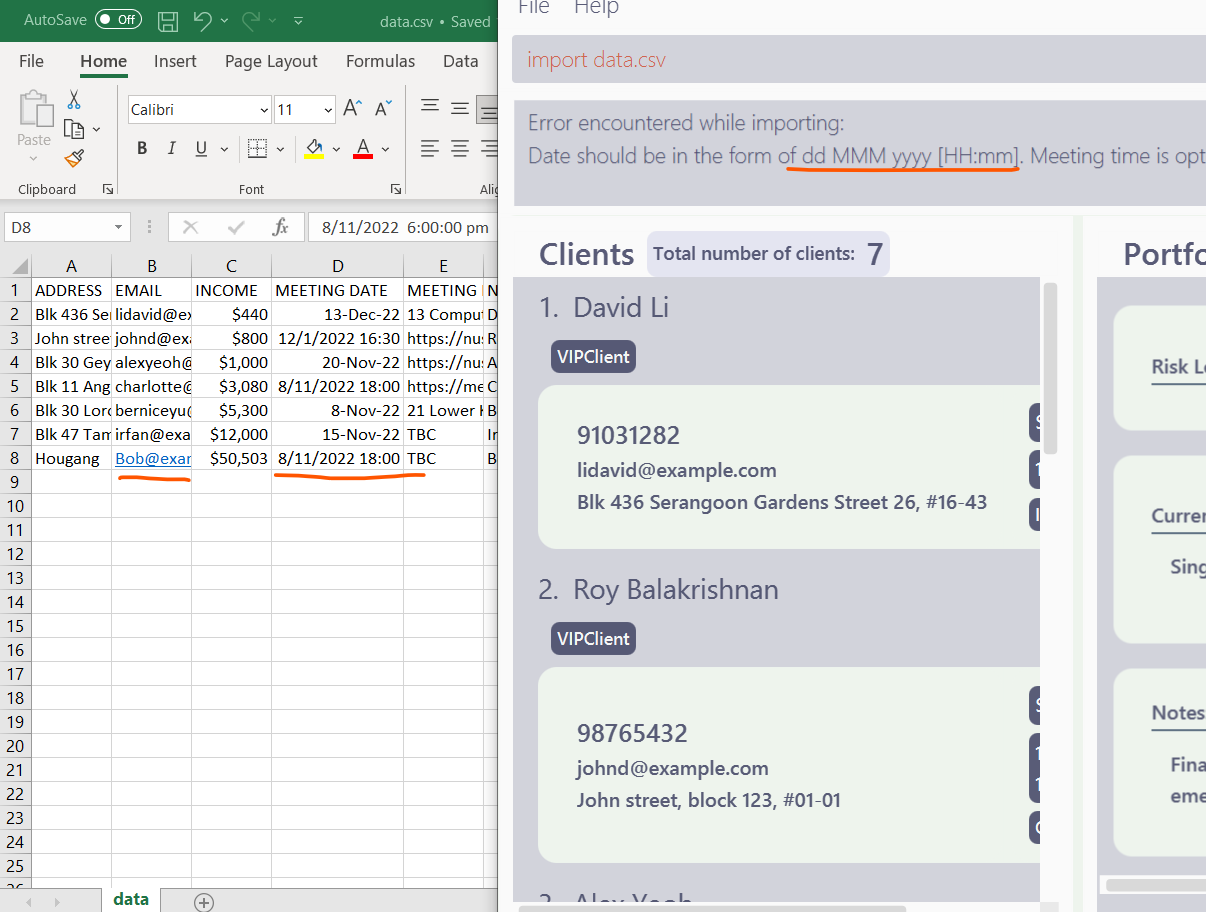 AutoSave Off data.csv • Saved
File Home Insert Page Layout Formulas Data
Paste
Calibri 11 A^ Aˇ
B I U A
Clipboard Font Alig
D8 fx 8/11/2022 6:00:00 pm
A B C D E
1 ADDRESS EMAIL INCOME MEETING DATE MEETING N
2 Blk 436 Se lidavid@ex $440 13-Dec-22 13 Comput D
3 John stree johnd@exa $800 12/1/2022 16:30 https://nus R
4 Blk 30 Gey alexyeoh@ $1,000 20-Nov-22 https://nus A
5 Blk 11 Ang charlotte@ $3,080 8/11/2022 18:00 https://me C
6 Blk 30 Loro berniceyu@ $5,300 8-Nov-22 21 Lower K B
7 Blk 47 Tam irfan@exa $12,000 15-Nov-22 TBC Ir
8 Hougang Bob@exar $50,503 8/11/2022 18:00 TBC B
9
10
11
12
13
14
15
16
17
18
19
20
21
22
23
24
25
26
data
File Help
import data.csv
Error encountered while importing:
Date should be in the form of dd MMM yyyy [HH:mm]. Meeting time is opt
Clients Total number of clients: 7
1. David Li
VIPClient
91031282
lidavid@example.com
Blk 436 Serangoon Gardens Street 26, #16-43
2. Roy Balakrishnan
VIPClient
98765432
johnd@example.com
John street, block 123, #01-01
3. Alex Yeoh
Portfo
Risk Le
Curren
Sing
Notes
Fina
eme